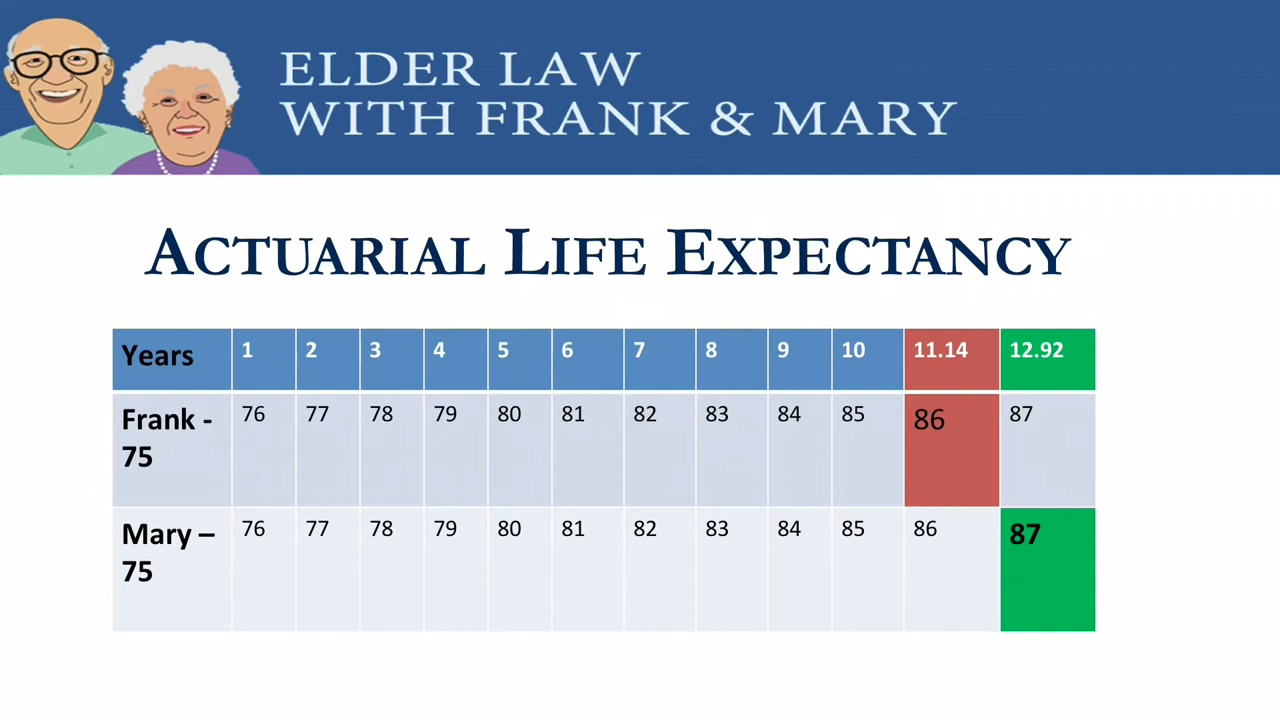 ELDER LAW
WITH FRANK & MARY
ACTUARIAL LIFE EXPECTANCY
Years 1 2 3 4 5 6 7 8 9 10 11.14 12.92
Frank - 76 77 78 79 80 81 82 83 84 85 86 87
75
Mary – 76 77 78 79 80 81 82 83 84 85 86 87
75